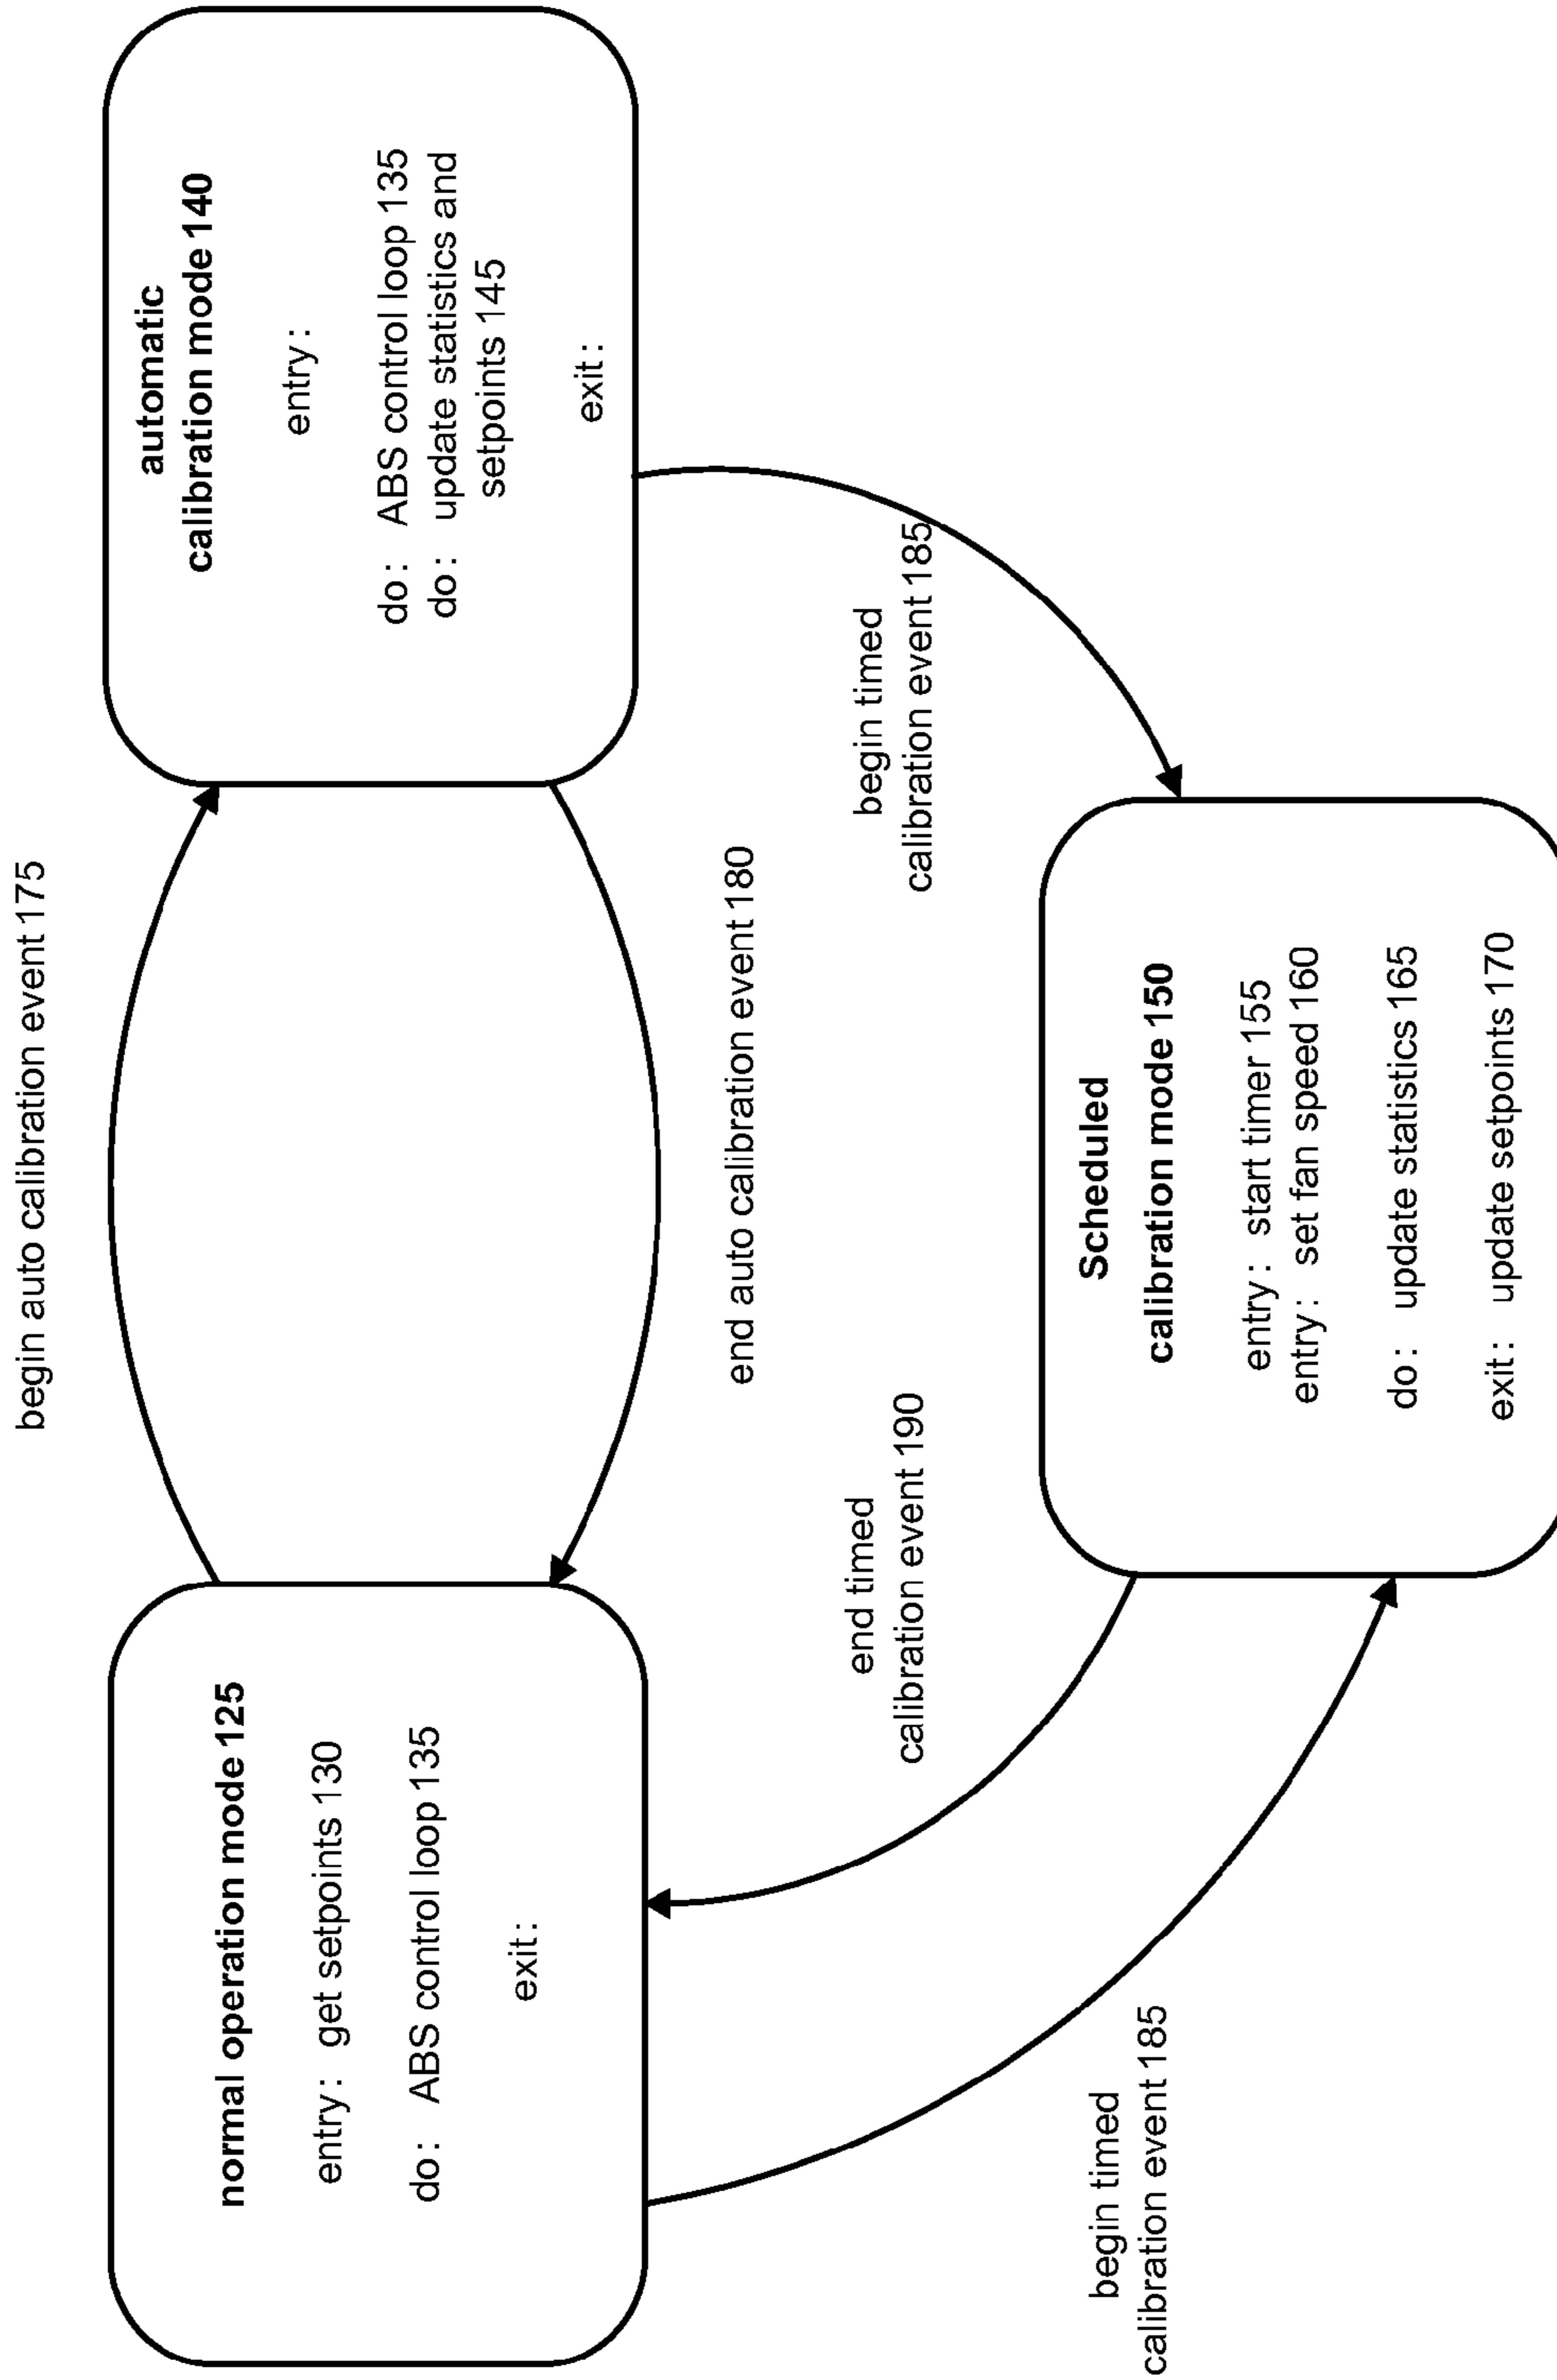 begin auto calibration event 175
normal operation mode 125
entry: get setpoints 130
do: ABS control loop 135
exit:
automatic
calibration mode 140
entry:
do: ABS control loop 135
do: update statistics and
setpoints 145
exit:
end auto calibration event 180
end timed
calibration event 190
begin timed
calibration event 185
begin timed
calibration event 185
Scheduled
calibration mode 150
entry: start timer 155
entry: set fan speed 160
do: update statistics 165
exit: update setpoints 170